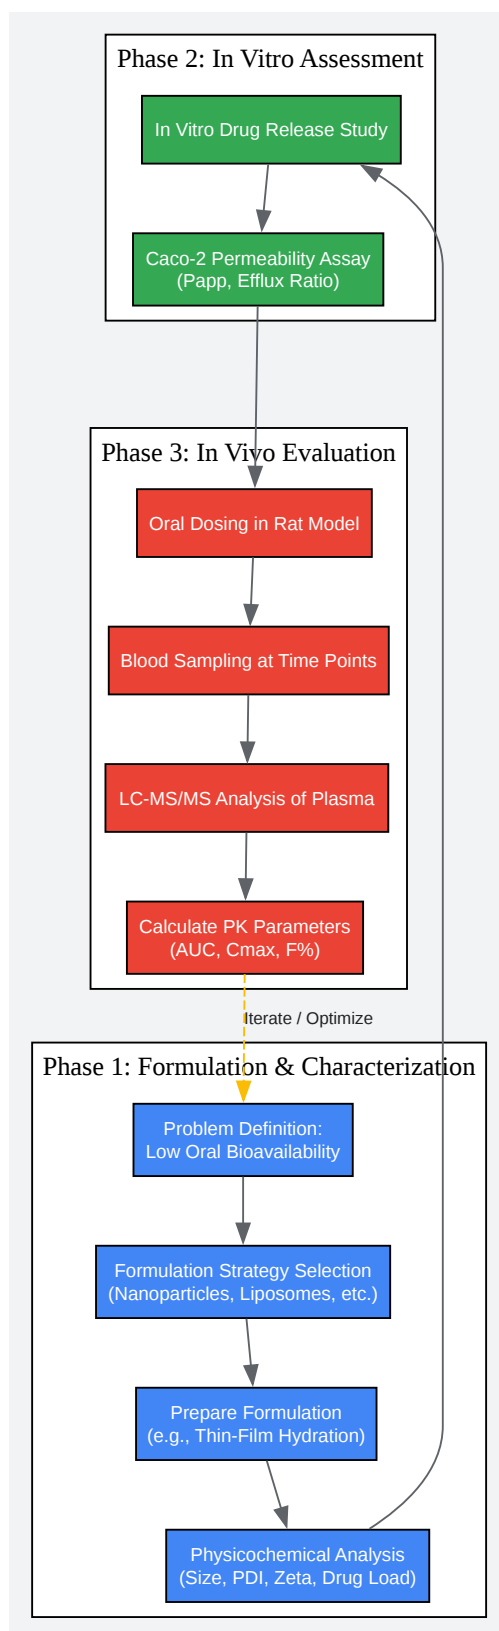 Phase 2: In Vitro Assessment
In Vitro Drug Release Study
Caco-2 Permeability Assay
(Papp, Efflux Ratio)
Phase 3: In Vivo Evaluation
Oral Dosing in Rat Model
Blood Sampling at Time Points
LC-MS/MS Analysis of Plasma
Calculate PK Parameters
(AUC, Cmax, F%)
Iterate / Optimize
Phase 1: Formulation & Characterization
Problem Definition:
Low Oral Bioavailability
Formulation Strategy Selection
(Nanoparticles, Liposomes, etc.)
Prepare Formulation
(e.g., Thin-Film Hydration)
Physicochemical Analysis
(Size, PDI, Zeta, Drug Load)